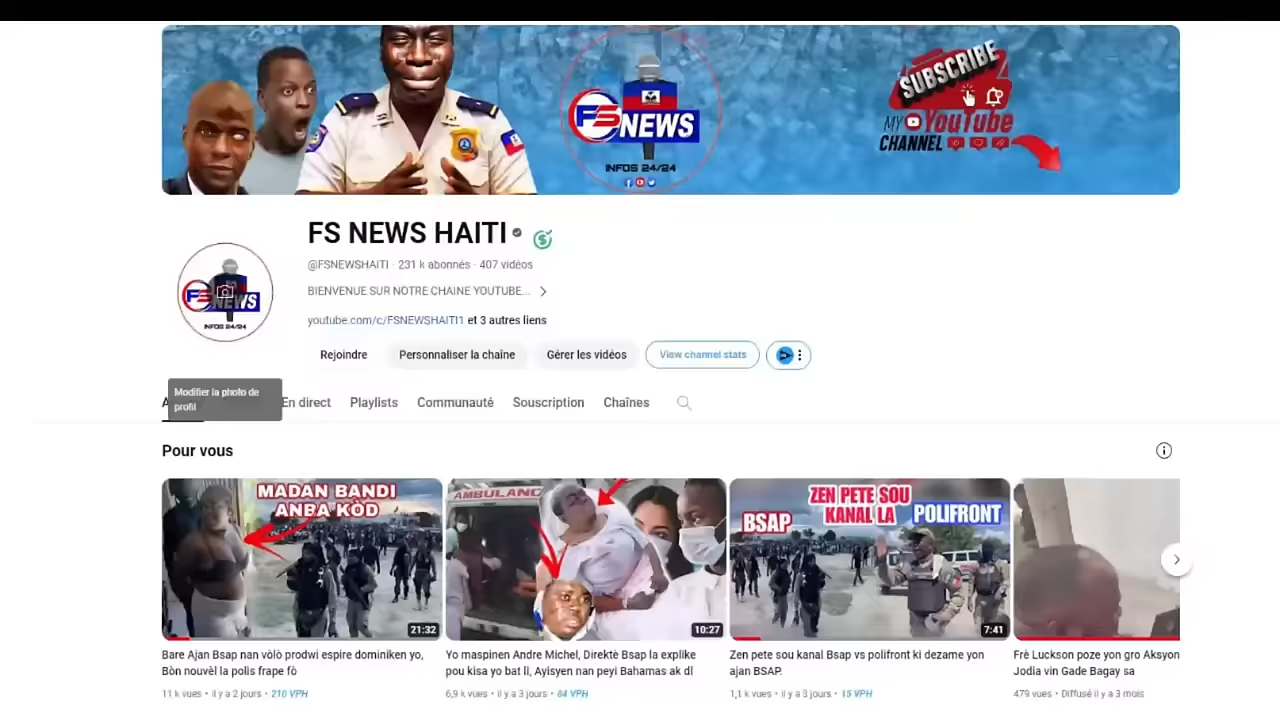 SUBSCRIBE
MY YouTube
CHANNEL
FS NEWS
INFOS 24/24
FS NEWS HAITI
@FSNEWSHAITI · 231 k abonnés · 407 vidéos
BIENVENUE SUR NOTRE CHAINE YOUTUBE...
youtube.com/c/FSNEWSHAITI1 et 3 autres liens
FS NEWS
INFOS 24/24
Rejoindre
Personnaliser la chaîne
Gérer les vidéos
View channel stats
Modifier la photo de
profil
En direct
Playlists
Communauté
Souscription
Chaînes
Pour vous
MADAN BANDI
ANBA KÒD
21:32
AMBULANC
10:27
ZEN PETE SOU
KANAL LA
BSAP
POLIFRONT
7:41
Bare Ajan Bsap nan vòlò prodwi espire dominiken yo,
Bòn nouvèl la polis frape fò
11 k vues • il y a 2 jours • 210 VPH
Yo maspinen Andre Michel, Direktè Bsap la explike
pou kisa yo bat li, Ayisyen nan peyi Bahamas ak dl
6,9 k vues • il y a 3 jours • 84 VPH
Zen pete sou kanal Bsap vs polifront ki dezame yon
ajan BSAP.
1,1 k vues • il y a 3 jours • 15 VPH
Frè Luckson poze yon gro Aksyon
Jodia vin Gade Bagay sa
479 vues • Diffusé il y a 3 mois